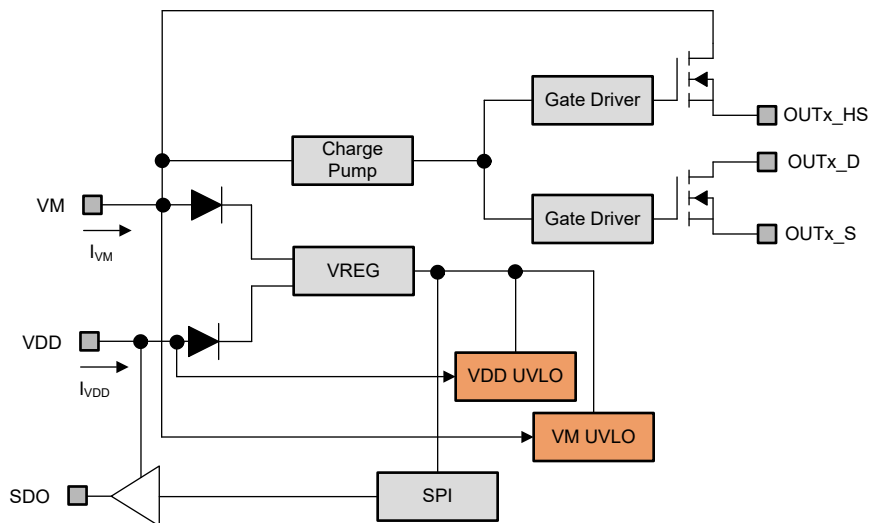 Gate Driver
OUTx_HS
Charge
Pump
OUTx_D
VM
Gate Driver
OUTx_S
IVM
VREG
VDD
VDD UVLO
IVDD
VM UVLO
SDO
SPI